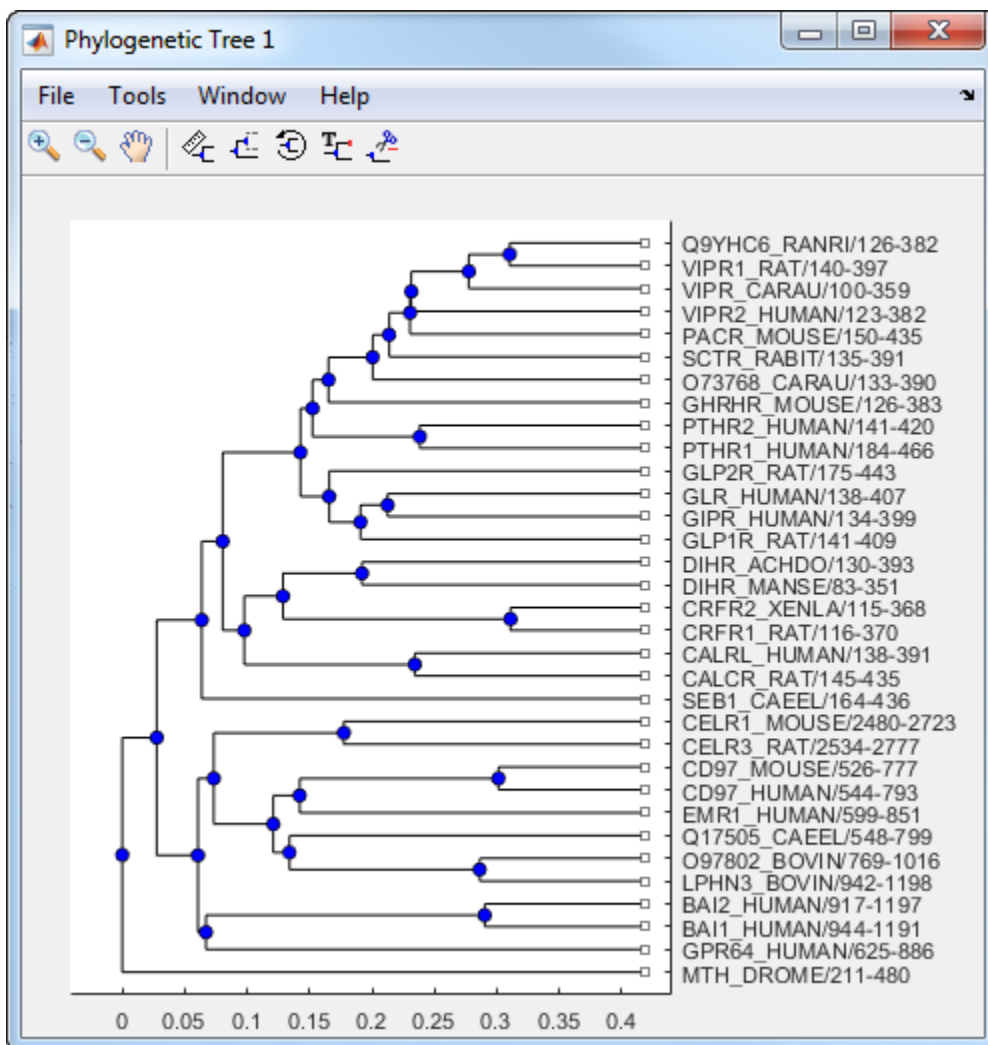 Phylogenetic Tree 1
File Tools Window Help
T
Q9YHC6_RANRI/126-382
VIPR1_RAT/140-397
VIPR_CARAU/100-359
VIPR2_HUMAN/123-382
PACR_MOUSE/150-435
SCTR_RABIT/135-391
O73768_CARAU/133-390
GHRHR_MOUSE/126-383
PTHR2_HUMAN/141-420
PTHR1_HUMAN/184-466
GLP2R_RAT/175-443
GLR_HUMAN/138-407
GIPR_HUMAN/134-399
GLP1R_RAT/141-409
DIHR_ACHDO/130-393
DIHR_MANSE/83-351
CRFR2_XENLA/115-368
CRFR1_RAT/116-370
CALRL_HUMAN/138-391
CALCR_RAT/145-435
SEB1_CAEEL/164-436
CELR1_MOUSE/2480-2723
CELR3_RAT/2534-2777
CD97_MOUSE/526-777
CD97_HUMAN/544-793
EMR1_HUMAN/599-851
Q17505_CAEEL/548-799
O97802_BOVIN/769-1016
LPHN3_BOVIN/942-1198
BAI2_HUMAN/917-1197
BAI1_HUMAN/944-1191
GPR64_HUMAN/625-886
MTH_DROME/211-480
0 0.05 0.1 0.15 0.2 0.25 0.3 0.35 0.4